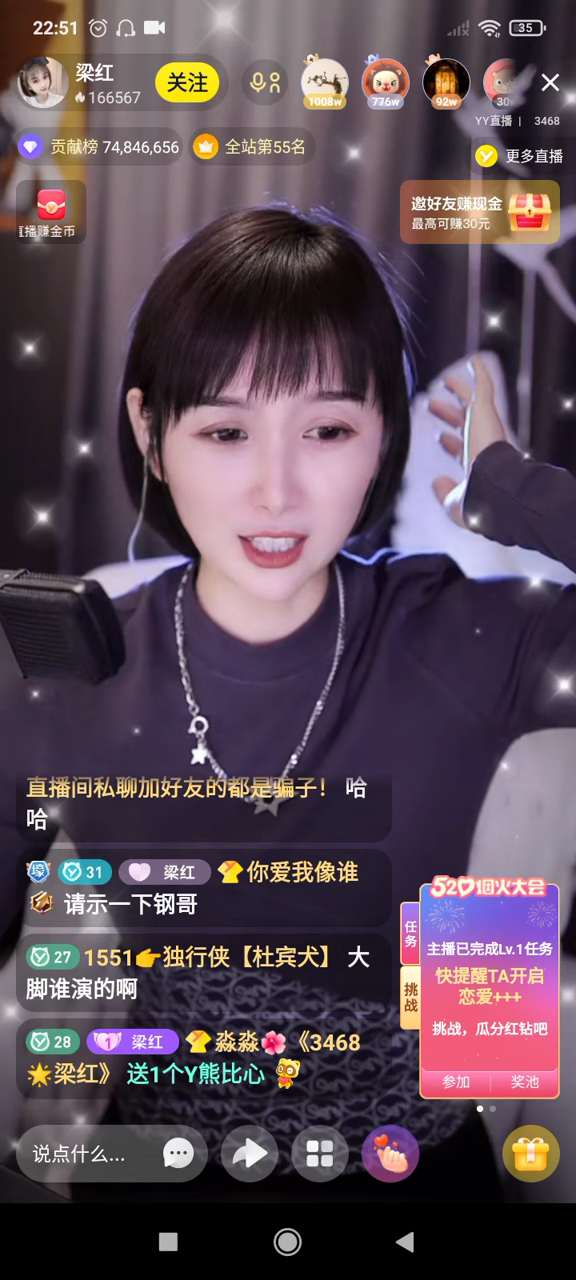 22:51
35
梁红
166567
关注
1008w
776w
92w
30
YY直播 | 3468
贡献榜 74,846,656
全站第55名
更多直播
直播赚金币
邀好友赚现金
最高可赚30元
直播间私聊加好友的都是骗子！ 哈
哈
31 梁红 你爱我像谁
请示一下钢哥
27 1551👉独行侠【杜宾犬】 大
脚谁演的啊
28 1 梁红 淼淼🌺《3468
🌟梁红》 送1个Y熊比心
任务
挑战
主播已完成Lv.1任务
快提醒TA开启
恋爱+++
挑战，瓜分红钻吧
参加 奖池
说点什么...